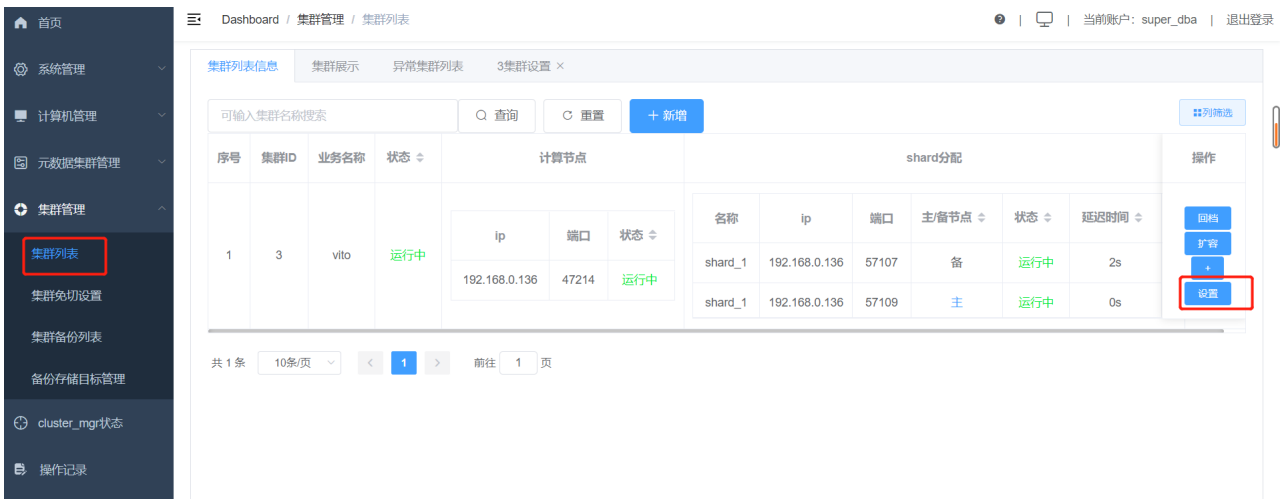 首页
Dashboard / 集群管理 / 集群列表
| | 当前账户: super_dba | 退出登录
系统管理
计算机管理
元数据集群管理
集群管理
集群列表
集群免切设置
集群备份列表
备份存储目标管理
cluster_mgr状态
操作记录
集群列表信息 集群展示 异常集群列表 3集群设置 ×
可输入集群名称搜索 查询 重置 + 新增 列筛选
序号 集群ID 业务名称 状态 计算节点 shard分配 操作
ip 端口 状态
名称 ip 端口 主/备节点 状态 延迟时间
1 3 vito 运行中
192.168.0.136 47214 运行中
shard_1 192.168.0.136 57107 备 运行中 2s
shard_1 192.168.0.136 57109 主 运行中 0s
回档
扩容
+
设置
共 1 条 10条/页 < 1 > 前往 1 页